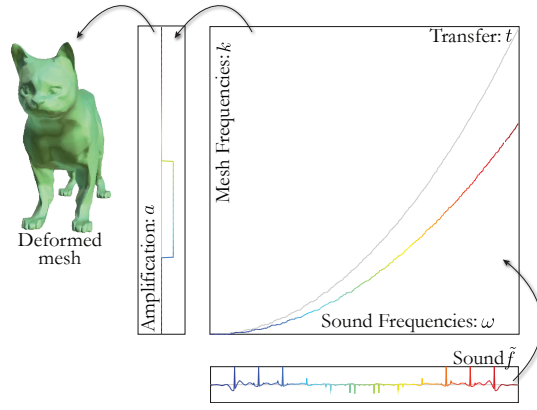 Transfer: t
Mesh Frequencies: k
Amplification: a
Deformed
mesh
Sound Frequencies: ω
Sound f̃